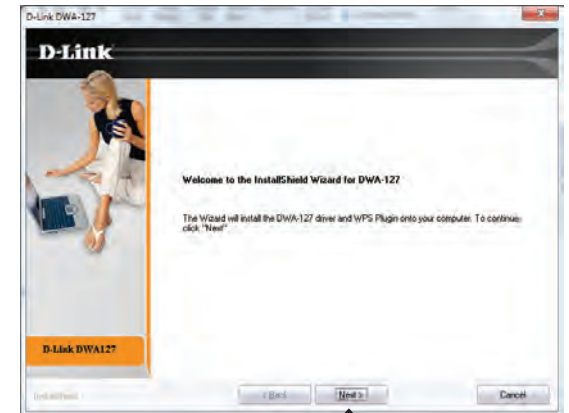 D-Link DWA-127
D-Link
Welcome to the InstallShield Wizard for DWA-127
The Wizard will install the DWA-127 driver and WPS Plugin onto your computer. To continue,
click "Next"
D-Link DWA127
InstallShield
< Back
Next >
Cancel